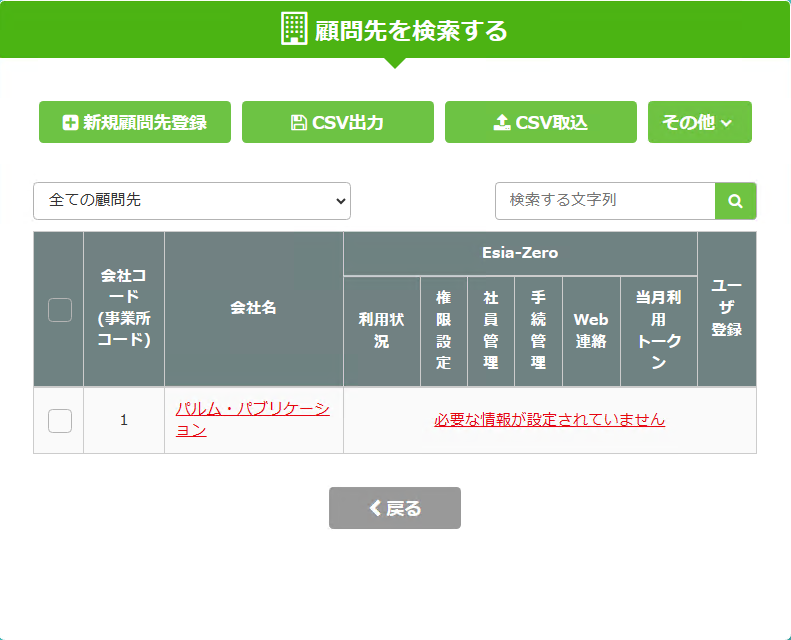 顧問先を検索する
新規顧問先登録
CSV出力
CSV取込
その他
全ての顧問先
検索する文字列
会社コ
ード
(事業所
コード)
会社名
Esia-Zero
利用状
況
権
限
設
定
社
員
管
理
手
続
管
理
Web
連絡
当月利
用
トーク
ン
ユー
ザ
登録
1
パルム・パブリケーシ
ョン
必要な情報が設定されていません
戻る